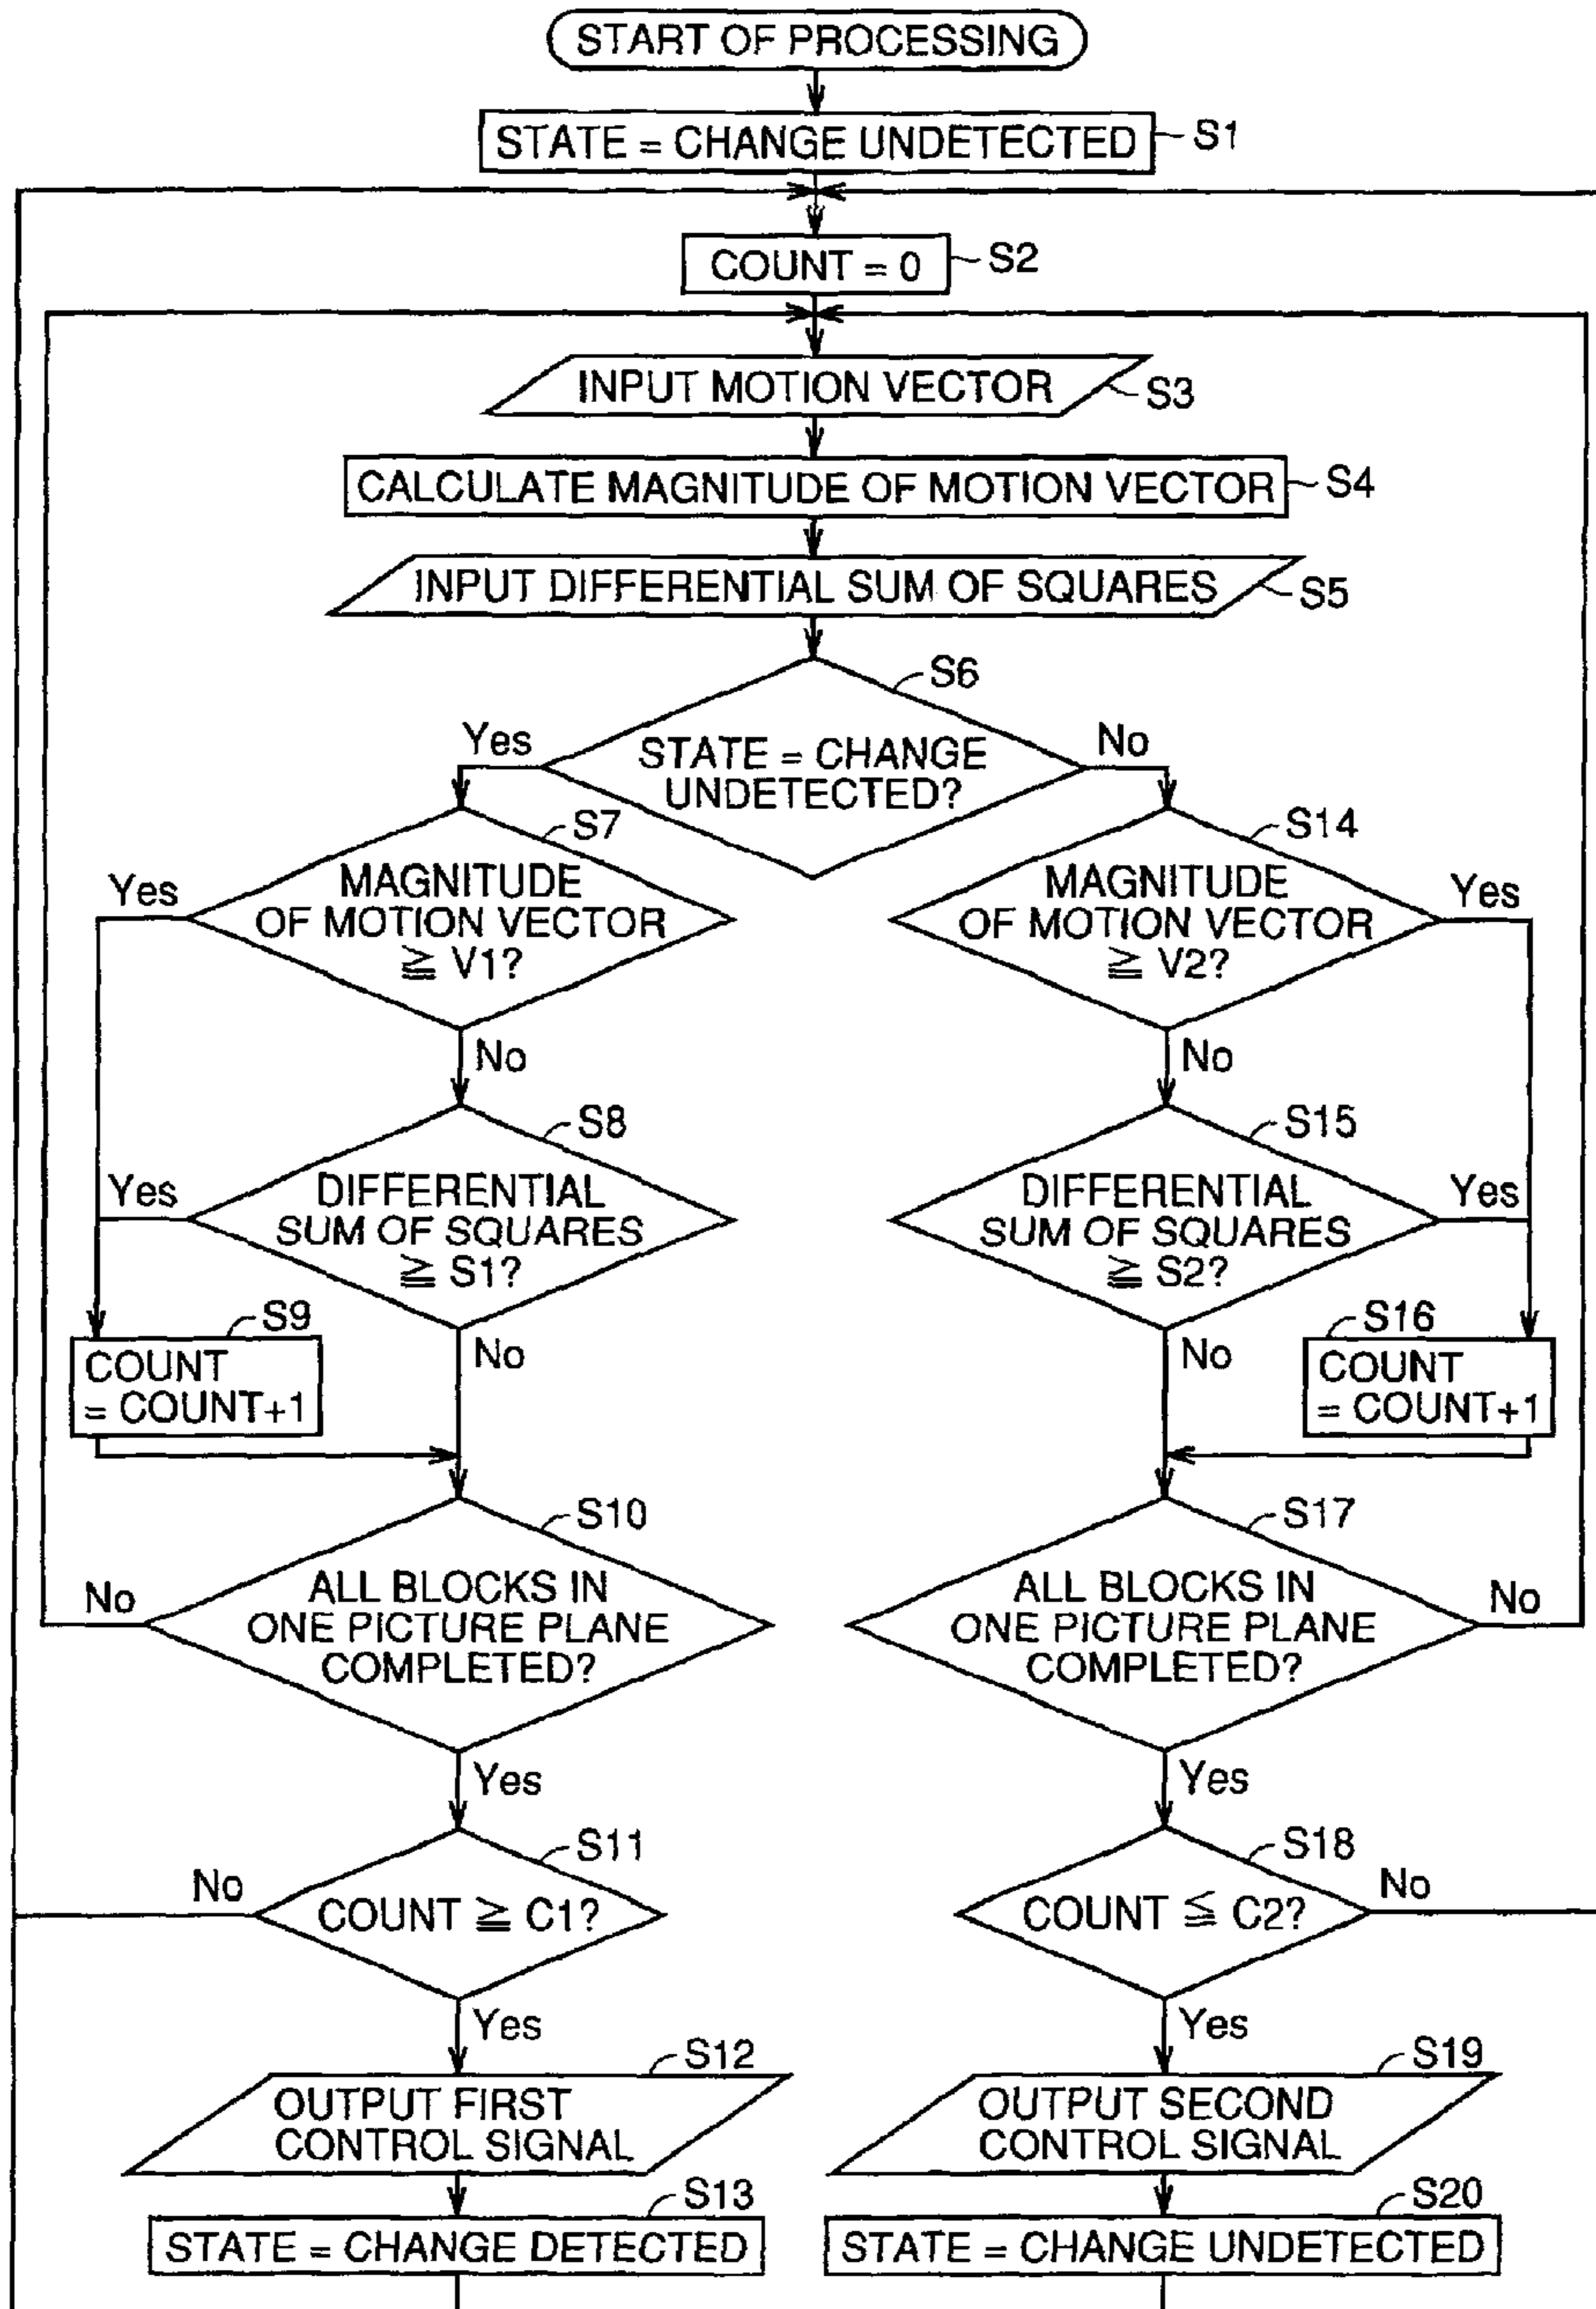 START OF PROCESSING
STATE = CHANGE UNDETECTED
S1
COUNT = 0
S2
INPUT MOTION VECTOR
S3
CALCULATE MAGNITUDE OF MOTION VECTOR
S4
INPUT DIFFERENTIAL SUM OF SQUARES
S5
S6
Yes
No
STATE = CHANGE
UNDETECTED?
S7
Yes
MAGNITUDE
OF MOTION VECTOR
≧ V1?
No
S8
Yes
DIFFERENTIAL
SUM OF SQUARES
≧ S1?
No
S9
COUNT
= COUNT+1
S10
No
ALL BLOCKS IN
ONE PICTURE PLANE
COMPLETED?
Yes
S11
No
COUNT ≧ C1?
Yes
S12
OUTPUT FIRST
CONTROL SIGNAL
S13
STATE = CHANGE DETECTED
S14
Yes
MAGNITUDE
OF MOTION VECTOR
≧ V2?
No
S15
Yes
DIFFERENTIAL
SUM OF SQUARES
≧ S2?
No
S16
COUNT
= COUNT+1
S17
No
ALL BLOCKS IN
ONE PICTURE PLANE
COMPLETED?
Yes
S18
No
COUNT ≦ C2?
Yes
S19
OUTPUT SECOND
CONTROL SIGNAL
S20
STATE = CHANGE UNDETECTED